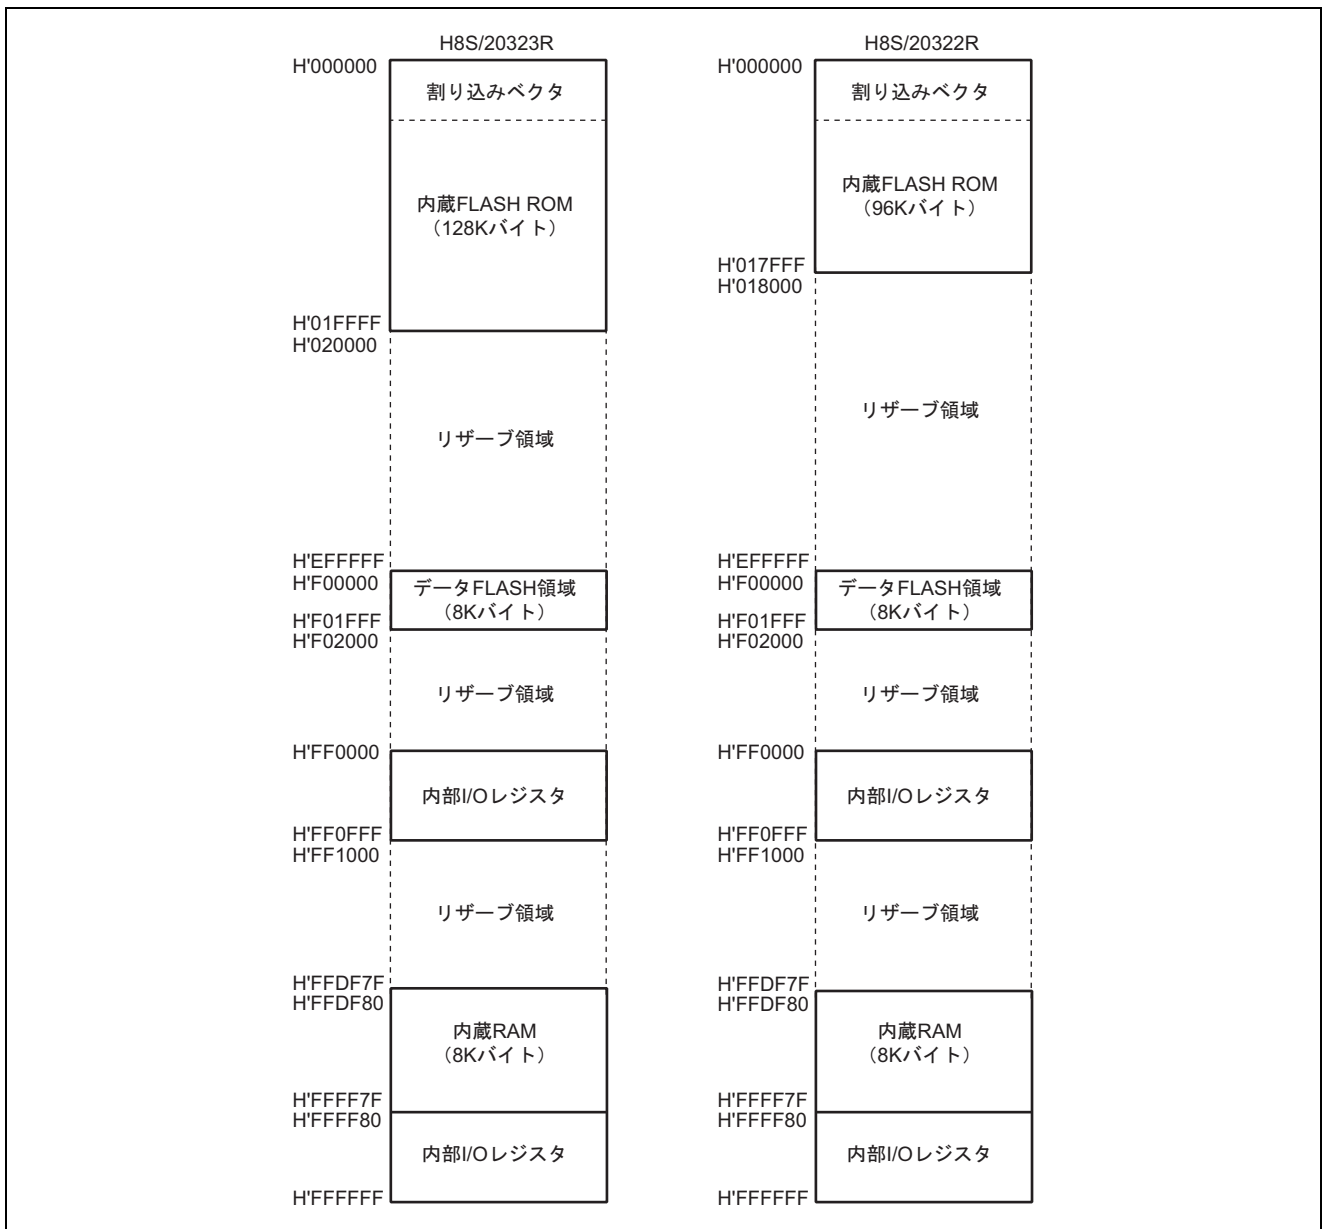 H8S/20323R
H'000000
割り込みベクタ
内蔵FLASH ROM
（128Kバイト）
H'01FFFF
H'020000
リザーブ領域
H'EFFFFF
H'F00000
データFLASH領域
（8Kバイト）
H'F01FFF
H'F02000
リザーブ領域
H'FF0000
内部I/Oレジスタ
H'FF0FFF
H'FF1000
リザーブ領域
H'FFDF7F
H'FFDF80
内蔵RAM
（8Kバイト）
H'FFFF7F
H'FFFF80
内部I/Oレジスタ
H'FFFFFF
H8S/20322R
H'000000
割り込みベクタ
内蔵FLASH ROM
（96Kバイト）
H'017FFF
H'018000
リザーブ領域
H'EFFFFF
H'F00000
データFLASH領域
（8Kバイト）
H'F01FFF
H'F02000
リザーブ領域
H'FF0000
内部I/Oレジスタ
H'FF0FFF
H'FF1000
リザーブ領域
H'FFDF7F
H'FFDF80
内蔵RAM
（8Kバイト）
H'FFFF7F
H'FFFF80
内部I/Oレジスタ
H'FFFFFF